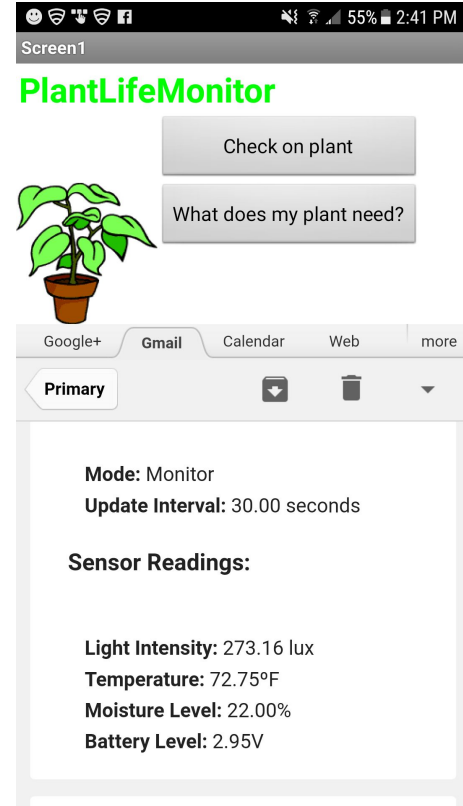 55% 2:41 PM
Screen1
PlantLifeMonitor
Check on plant
What does my plant need?
Google+ Gmail Calendar Web more
Primary
Mode: Monitor
Update Interval: 30.00 seconds
Sensor Readings:
Light Intensity: 273.16 lux
Temperature: 72.75ºF
Moisture Level: 22.00%
Battery Level: 2.95V